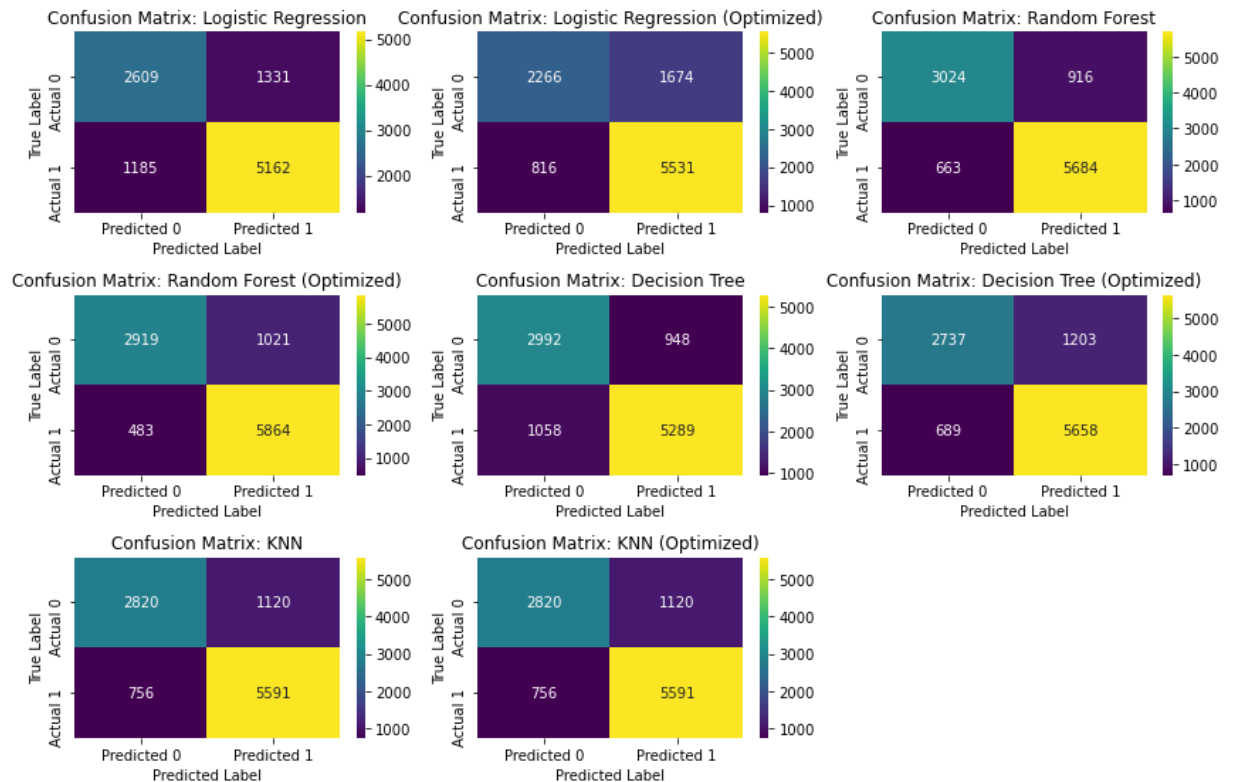 Confusion Matrix: Logistic Regression
2609 1331
1185 5162
Actual 0
Actual 1
True Label
Predicted 0 Predicted 1
Predicted Label
5000
4000
3000
2000
Confusion Matrix: Logistic Regression (Optimized)
2266 1674
816 5531
Actual 0
Actual 1
True Label
Predicted 0 Predicted 1
Predicted Label
5000
4000
3000
2000
1000
Confusion Matrix: Random Forest
3024 916
663 5684
Actual 0
Actual 1
True Label
Predicted 0 Predicted 1
Predicted Label
5000
4000
3000
2000
1000
Confusion Matrix: Random Forest (Optimized)
2919 1021
483 5864
Actual 0
Actual 1
True Label
Predicted 0 Predicted 1
Predicted Label
5000
4000
3000
2000
1000
Confusion Matrix: Decision Tree
2992 948
1058 5289
Actual 0
Actual 1
True Label
Predicted 0 Predicted 1
Predicted Label
5000
4000
3000
2000
1000
Confusion Matrix: Decision Tree (Optimized)
2737 1203
689 5658
Actual 0
Actual 1
True Label
Predicted 0 Predicted 1
Predicted Label
5000
4000
3000
2000
1000
Confusion Matrix: KNN
2820 1120
756 5591
Actual 0
Actual 1
True Label
Predicted 0 Predicted 1
Predicted Label
5000
4000
3000
2000
1000
Confusion Matrix: KNN (Optimized)
2820 1120
756 5591
Actual 0
Actual 1
True Label
Predicted 0 Predicted 1
Predicted Label
5000
4000
3000
2000
1000